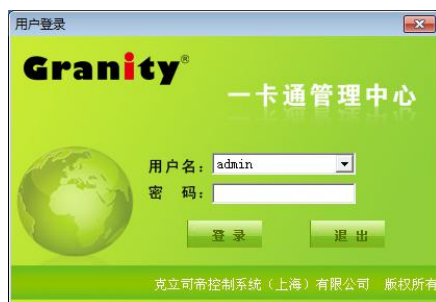 用户登录
Granity®
一卡通管理中心
用户名： admin
密 码：
登 录 退 出
克立司帝控制系统（上海）有限公司 版权所有